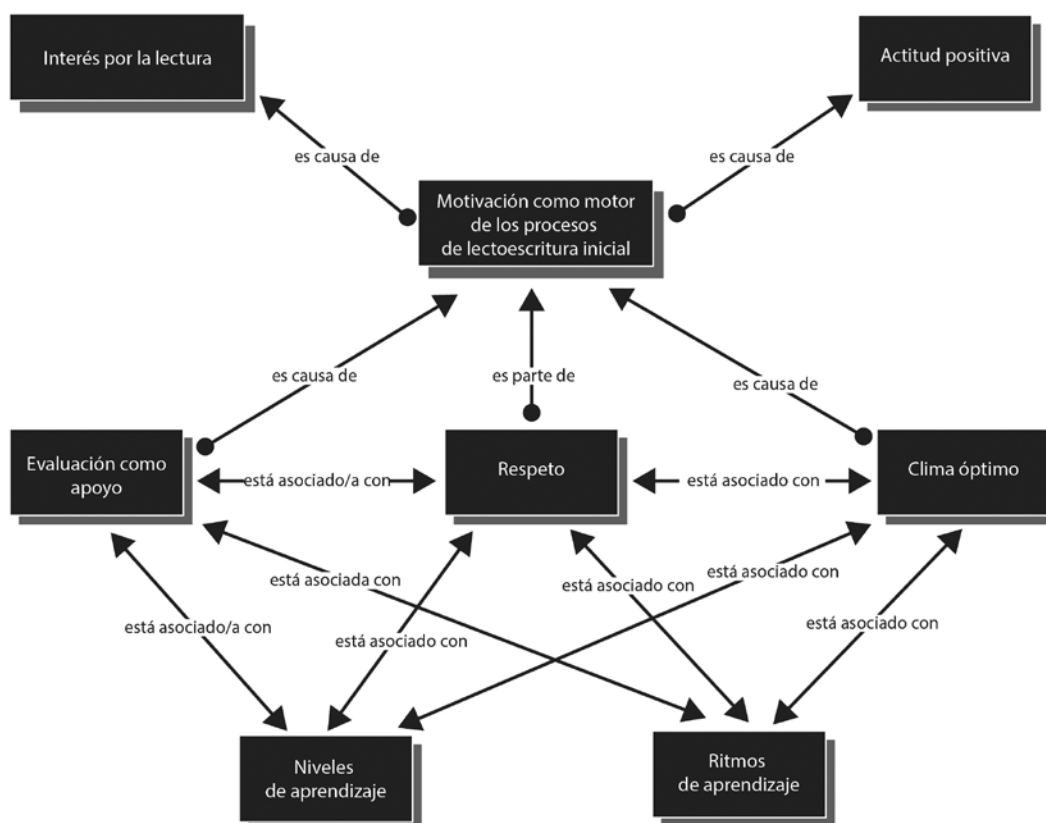 Interés por la lectura
Actitud positiva
es causa de
es causa de
Motivación como motor
de los procesos
de lectoescritura inicial
es causa de
es parte de
es causa de
Evaluación como
apoyo
está asociado/a con
Respeto
está asociado con
Clima óptimo
está asociada con
está asociado con
está asociado con
está asociado/a con
está asociado con
está asociado con
Niveles
de aprendizaje
Ritmos
de aprendizaje